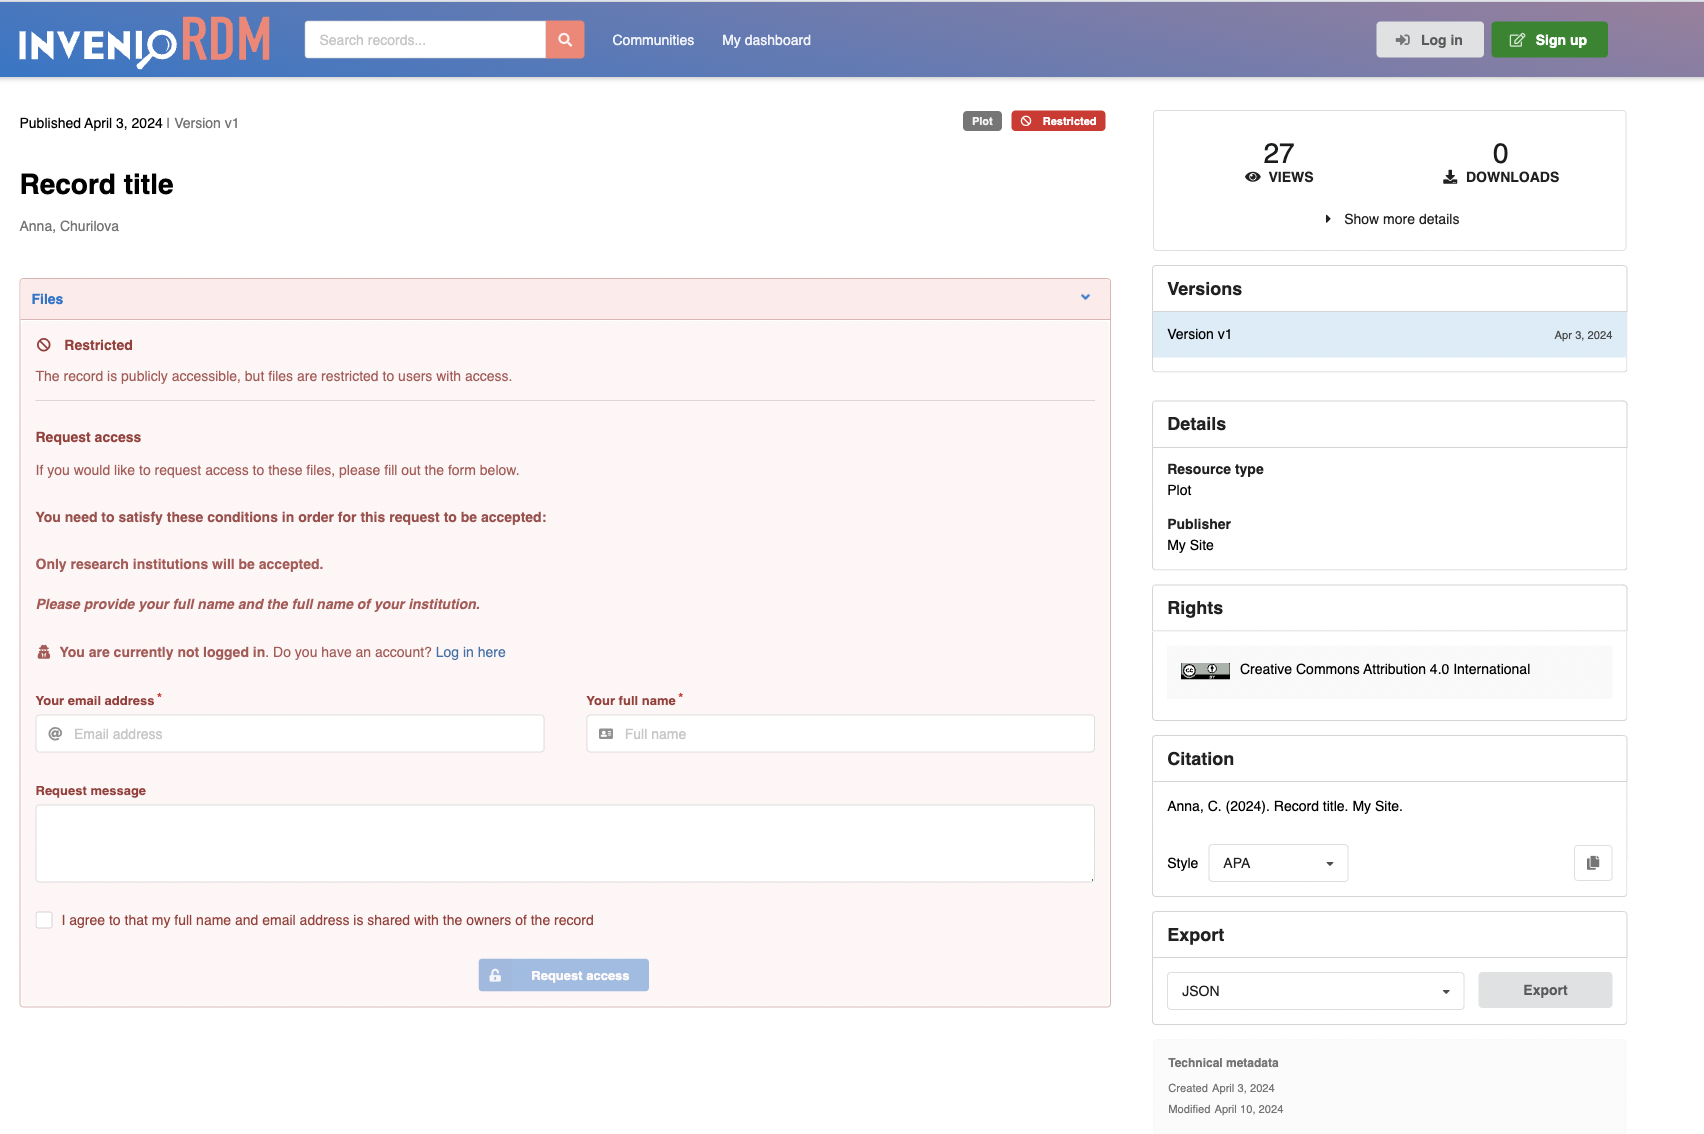 INVENIO RDM
Search records...
Communities
My dashboard
Log in
Sign up
Published April 3, 2024 | Version v1
Plot
Restricted
Record title
Anna, Churilova
Files
Restricted
The record is publicly accessible, but files are restricted to users with access.
Request access
If you would like to request access to these files, please fill out the form below.
You need to satisfy these conditions in order for this request to be accepted:
Only research institutions will be accepted.
Please provide your full name and the full name of your institution.
You are currently not logged in. Do you have an account? Log in here
Your email address *
Your full name *
@ Email address
Full name
Request message
I agree to that my full name and email address is shared with the owners of the record
Request access
27
VIEWS
0
DOWNLOADS
Show more details
Versions
Version v1
Apr 3, 2024
Details
Resource type
Plot
Publisher
My Site
Rights
cc BY Creative Commons Attribution 4.0 International
Citation
Anna, C. (2024). Record title. My Site.
Style APA
Export
JSON
Export
Technical metadata
Created April 3, 2024
Modified April 10, 2024